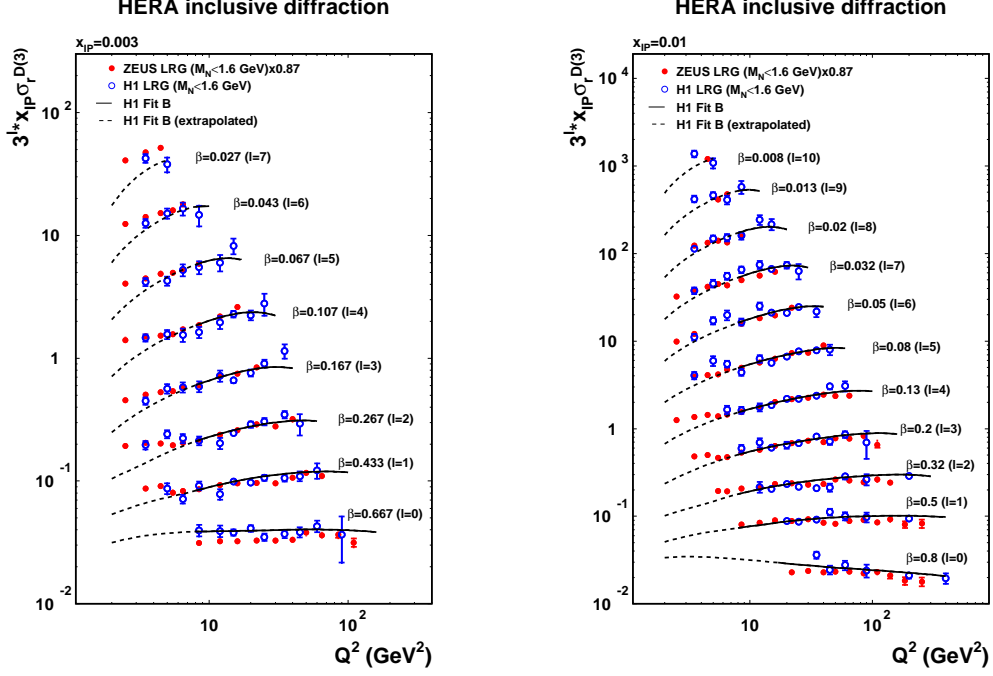 HERA inclusive diffraction
x_IP=0.003
ZEUS LRG (M_N<1.6 GeV)x0.87
H1 LRG (M_N<1.6 GeV)
H1 Fit B
H1 Fit B (extrapolated)
3^l*x_IP σ_r^D(3)
10^2
10
1
10^-1
10^-2
β=0.027 (l=7)
β=0.043 (l=6)
β=0.067 (l=5)
β=0.107 (l=4)
β=0.167 (l=3)
β=0.267 (l=2)
β=0.433 (l=1)
β=0.667 (l=0)
10
10^2
Q^2 (GeV^2)
HERA inclusive diffraction
x_IP=0.01
ZEUS LRG (M_N<1.6 GeV)x0.87
H1 LRG (M_N<1.6 GeV)
H1 Fit B
H1 Fit B (extrapolated)
3^l*x_IP σ_r^D(3)
10^4
10^3
10^2
10
1
10^-1
10^-2
β=0.008 (l=10)
β=0.013 (l=9)
β=0.02 (l=8)
β=0.032 (l=7)
β=0.05 (l=6)
β=0.08 (l=5)
β=0.13 (l=4)
β=0.2 (l=3)
β=0.32 (l=2)
β=0.5 (l=1)
β=0.8 (l=0)
10
10^2
Q^2 (GeV^2)